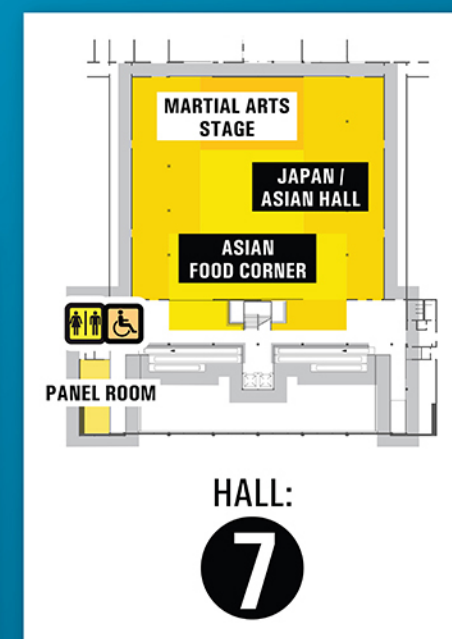 MARTIAL ARTS
STAGE
JAPAN /
ASIAN HALL
ASIAN
FOOD CORNER
PANEL ROOM
HALL:
7